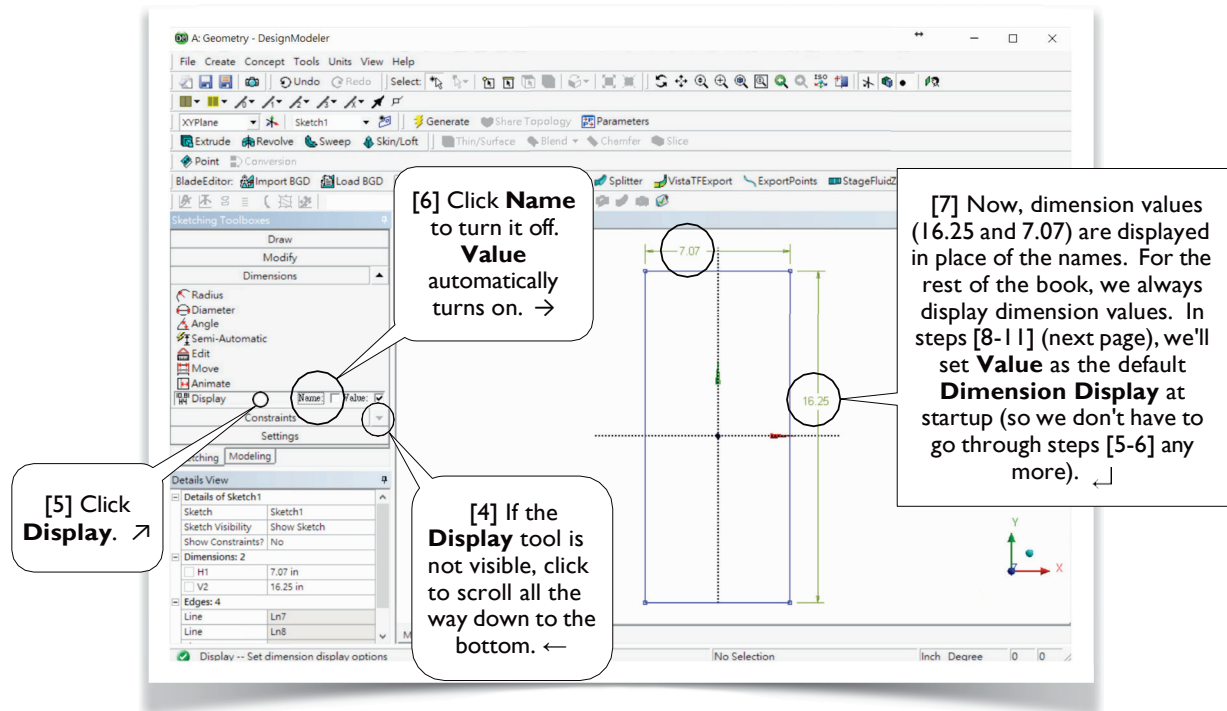 A: Geometry - DesignModeler
File Create Concept Tools Units View Help
Undo Redo Select:
ISO
XYPlane Sketch1 Generate Share Topology Parameters
Extrude Revolve Sweep Skin/Loft Thin/Surface Blend Chamfer Slice
Point Conversion
BladeEditor: Import BGD Load BGD Splitter VistaTFExport ExportPoints StageFluidZ
Sketching Toolboxes
Draw
Modify
Dimensions
Radius
Diameter
Angle
Semi-Automatic
Edit
Move
Animate
Display Name: Value:
Constraints
Settings
Modeling
Details View
Details of Sketch1
Sketch Sketch1
Sketch Visibility Show Sketch
Show Constraints? No
Dimensions: 2
H1 7.07 in
V2 16.25 in
Edges: 4
Line Ln7
Line Ln8
Display -- Set dimension display options No Selection Inch Degree 0 0
7.07
16.25
Y
X
[4] If the
Display tool is
not visible, click
to scroll all the
way down to the
bottom. ←
[5] Click
Display. ↗
[6] Click Name
to turn it off.
Value
automatically
turns on. →
[7] Now, dimension values
(16.25 and 7.07) are displayed
in place of the names. For the
rest of the book, we always
display dimension values. In
steps [8-11] (next page), we'll
set Value as the default
Dimension Display at
startup (so we don't have to
go through steps [5-6] any
more). ↵